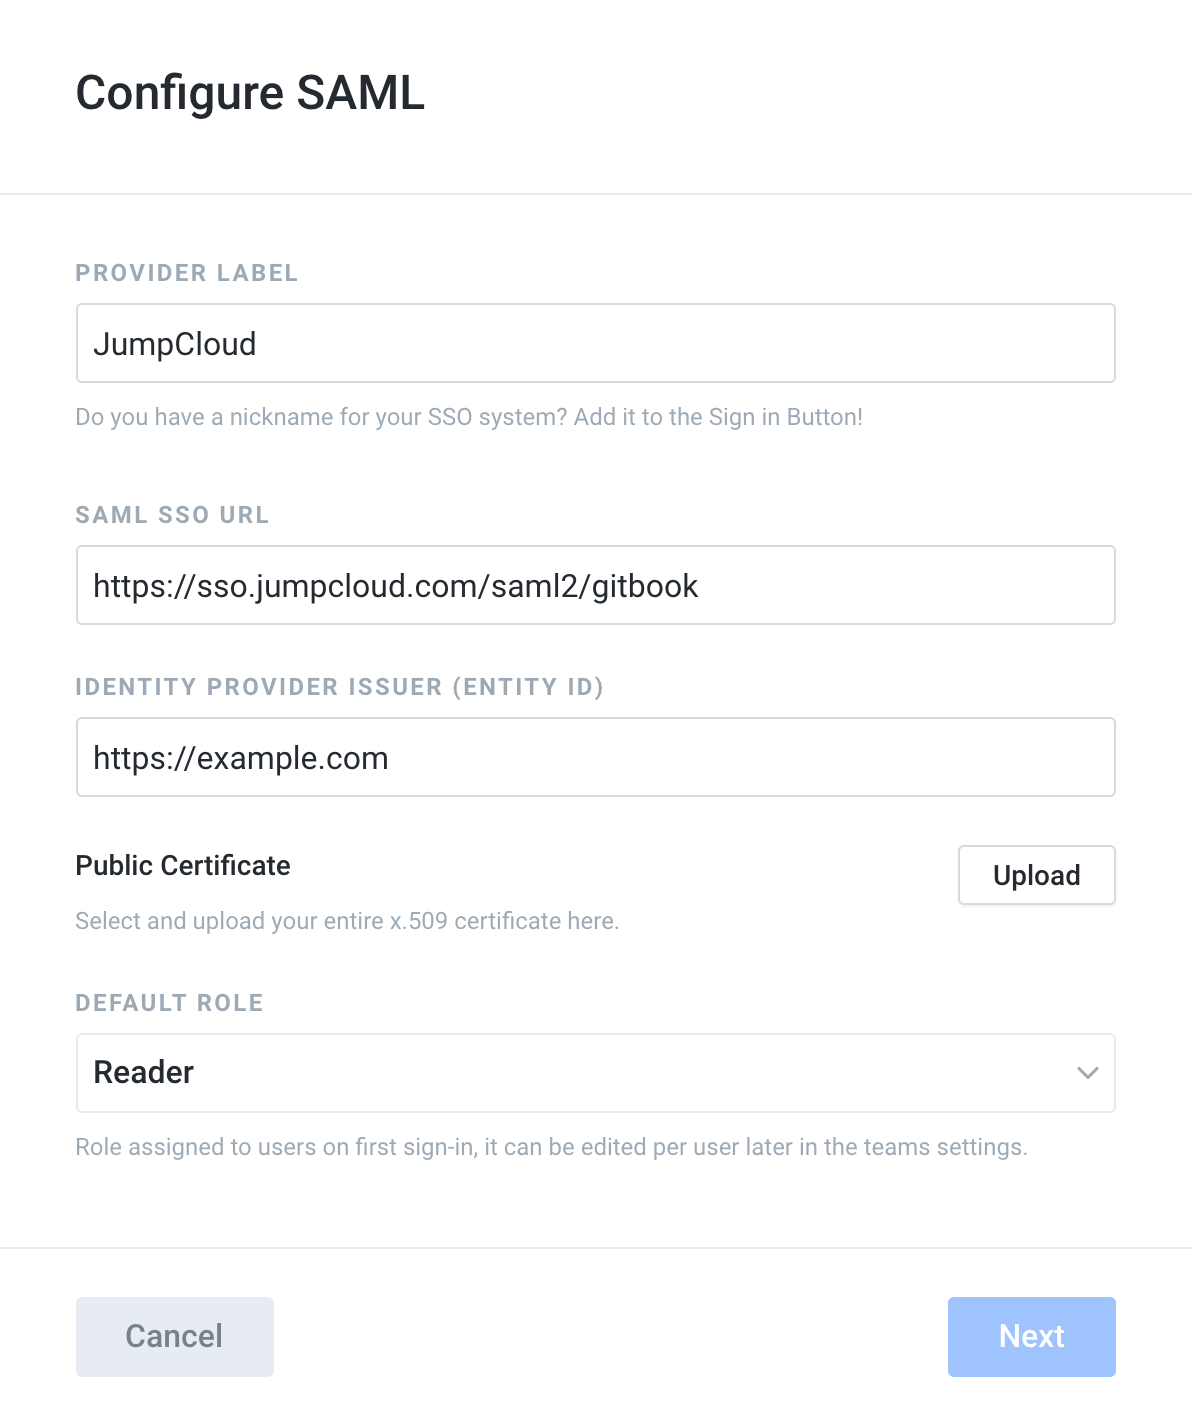 Configure SAML
PROVIDER LABEL
JumpCloud
Do you have a nickname for your SSO system? Add it to the Sign in Button!
SAML SSO URL
https://sso.jumpcloud.com/saml2/gitbook
IDENTITY PROVIDER ISSUER (ENTITY ID)
https://example.com
Public Certificate
Upload
Select and upload your entire x.509 certificate here.
DEFAULT ROLE
Reader
Role assigned to users on first sign-in, it can be edited per user later in the teams settings.
Cancel
Next